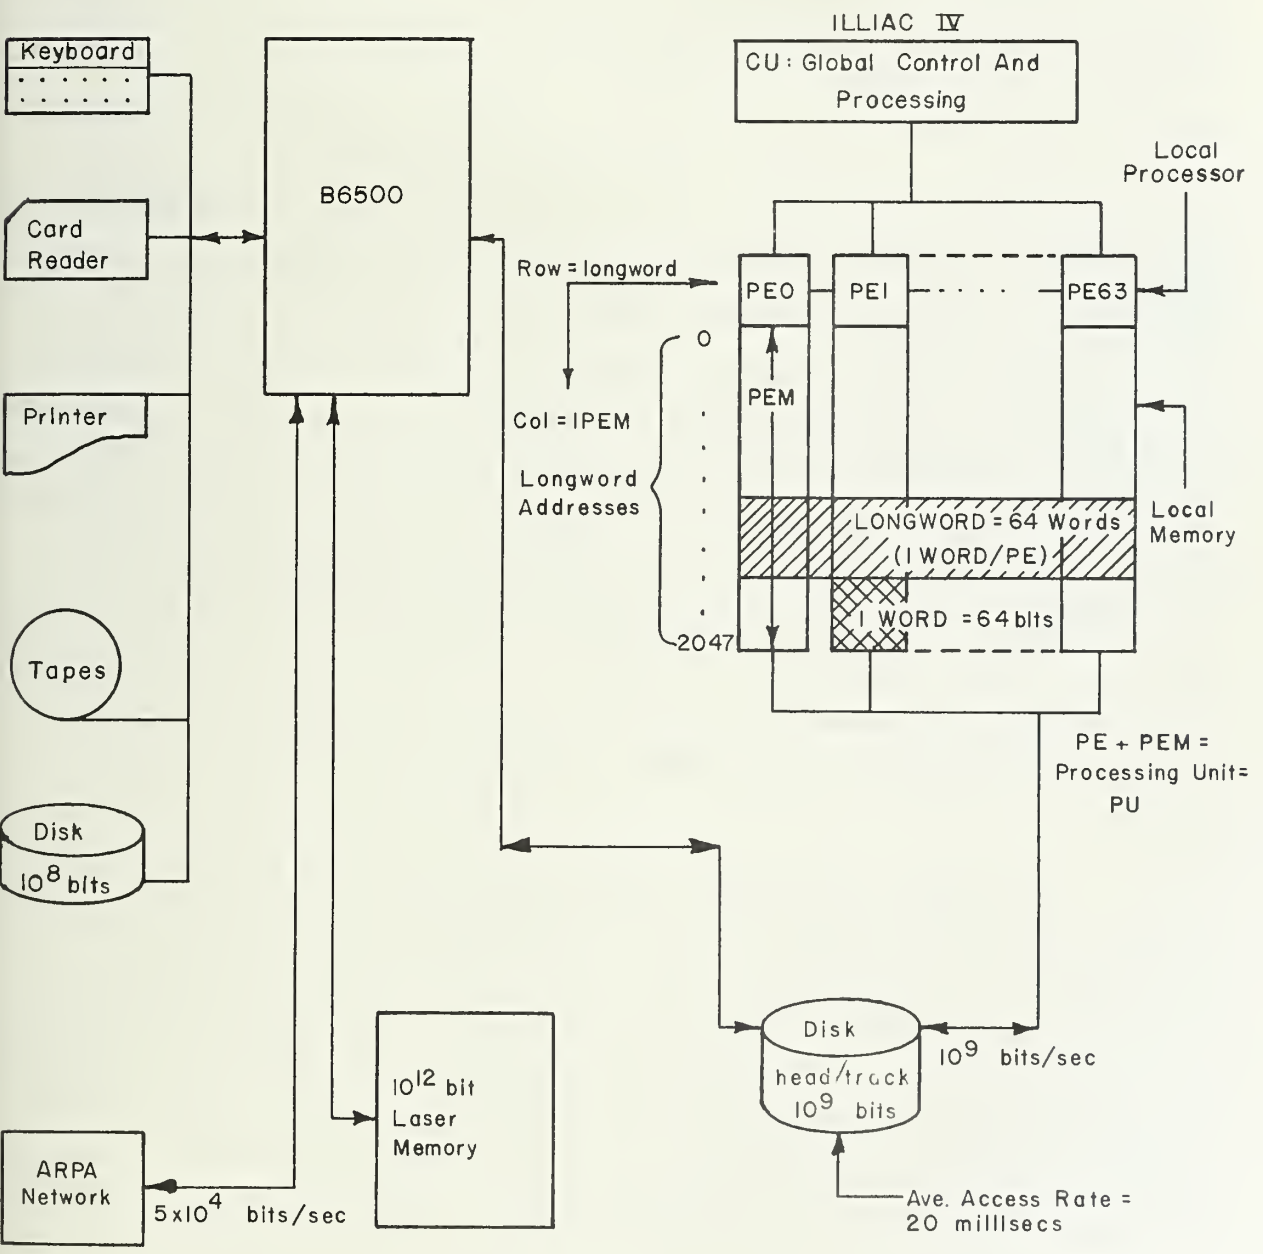 ILLIAC IV
CU: Global Control And
Processing
Keyboard
Card
Reader
Printer
Tapes
Disk
10⁸ bits
B6500
ARPA
Network
5x10⁴ bits/sec
10¹² bit
Laser
Memory
Local
Processor
Row = longword
Col = 1PEM
PE0
PE1
. . . .
PE63
0
PEM
Longword
Addresses
2047
LONGWORD = 64 Words
(1 WORD/PE)
1 WORD = 64 bits
Local
Memory
PE + PEM =
Processing Unit=
PU
Disk
head/track
10⁹ bits
10⁹ bits/sec
Ave. Access Rate =
20 millisecs